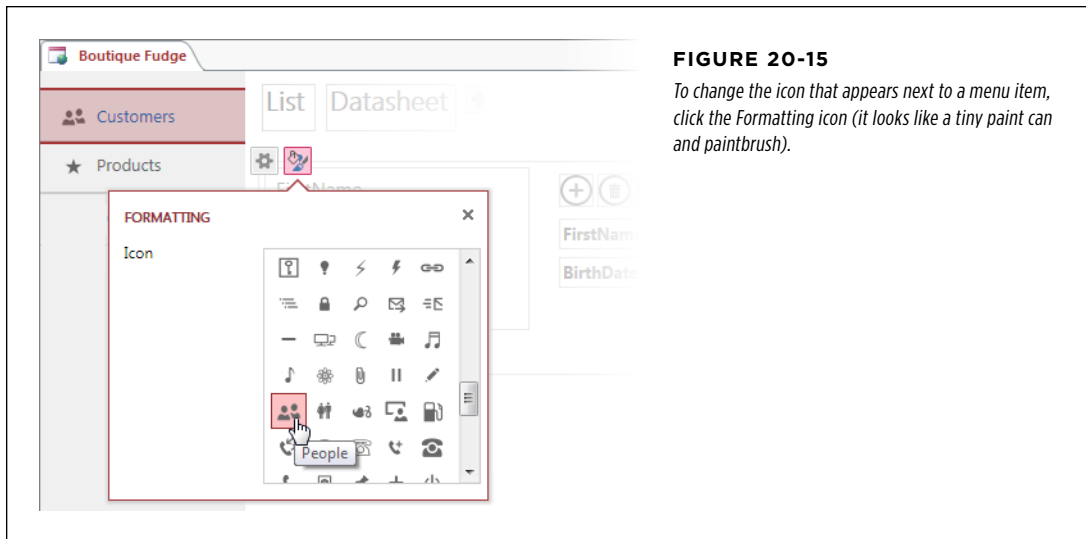 Boutique Fudge
Customers
Products
List Datasheet
FirstName
FORMATTING
Icon
People
FirstNam
BirthDate
FIGURE 20-15
To change the icon that appears next to a menu item,
click the Formatting icon (it looks like a tiny paint can
and paintbrush).